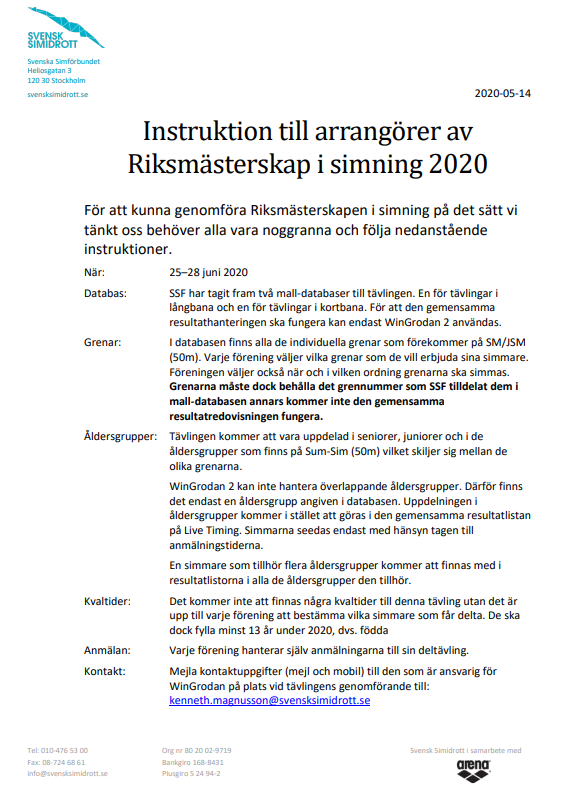 SVENSK
SIMIDROTT
Svenska Simförbundet
Heliosgatan 3
120 30 Stockholm
svensksimidrott.se
2020-05-14
Instruktion till arrangörer av
Riksmästerskap i simning 2020
För att kunna genomföra Riksmästerskapen i simning på det sätt vi
tänkt oss behöver alla vara noggranna och följa nedanstående
instruktioner.
När: 25–28 juni 2020
Databas: SSF har tagit fram två mall-databaser till tävlingen. En för tävlingar i
långbana och en för tävlingar i kortbana. För att den gemensamma
resultathanteringen ska fungera kan endast WinGrodan 2 användas.
Grenar: I databasen finns alla de individuella grenar som förekommer på SM/JSM
(50m). Varje förening väljer vilka grenar som de vill erbjuda sina simmare.
Föreningen väljer också när och i vilken ordning grenarna ska simmas.
Grenarna måste dock behålla det grennummer som SSF tilldelat dem i
mall-databasen annars kommer inte den gemensamma
resultatredovisningen fungera.
Åldersgrupper: Tävlingen kommer att vara uppdelad i seniorer, juniorer och i de
åldersgrupper som finns på Sum-Sim (50m) vilket skiljer sig mellan de
olika grenarna.
WinGrodan 2 kan inte hantera överlappande åldersgrupper. Därför finns
det endast en åldersgrupp angiven i databasen. Uppdelningen i
åldersgrupper kommer i stället att göras i den gemensamma resultatlistan
på Live Timing. Simmarna seedas endast med hänsyn tagen till
anmälningstiderna.
En simmare som tillhör flera åldersgrupper kommer att finnas med i
resultatlistorna i alla de åldersgrupper den tillhör.
Kvaltider: Det kommer inte att finnas några kvaltider till denna tävling utan det är
upp till varje förening att bestämma vilka simmare som får delta. De ska
dock fylla minst 13 år under 2020, dvs. födda
Anmälan: Varje förening hanterar själv anmälningarna till sin deltävling.
Kontakt: Mejla kontaktuppgifter (mejl och mobil) till den som är ansvarig för
WinGrodan på plats vid tävlingens genomförande till:
kenneth.magnusson@svensksimidrott.se
Tel: 010-476 53 00
Fax: 08-724 68 61
info@svensksimidrott.se
Org nr 80 20 02-9719
Bankgiro 168-8431
Plusgiro 5 24 94-2
Svensk Simidrott i samarbete med
arena